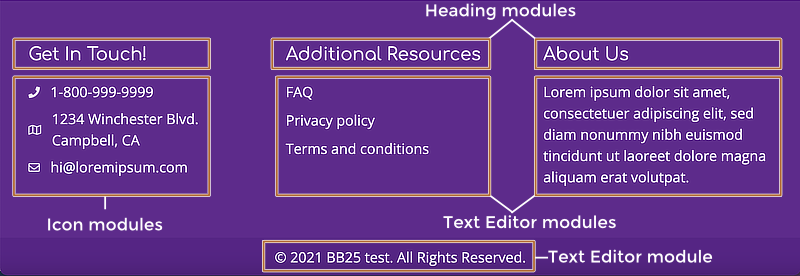 Heading modules
Get In Touch!
Additional Resources
About Us
1-800-999-9999
1234 Winchester Blvd.
Campbell, CA
hi@loremipsum.com
FAQ
Privacy policy
Terms and conditions
Lorem ipsum dolor sit amet,
consectetuer adipiscing elit, sed
diam nonummy nibh euismod
tincidunt ut laoreet dolore magna
aliquam erat volutpat.
Icon modules
Text Editor modules
© 2021 BB25 test. All Rights Reserved.
Text Editor module